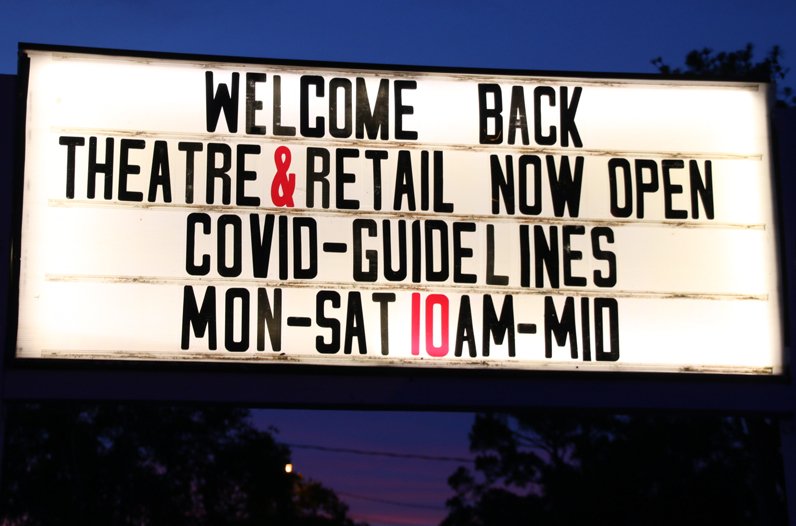 WELCOME BACK
THEATRE & RETAIL NOW OPEN
COVID-GUIDELINES
MON-SAT 10AM-MID